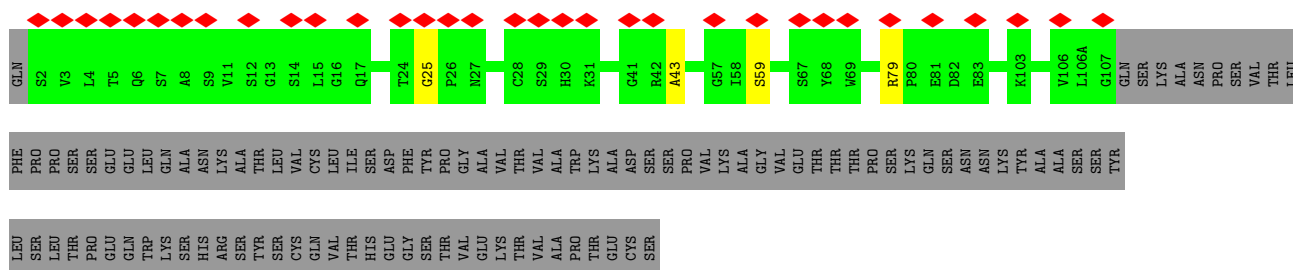 GLN S2 V3 L4 T5 Q6 S7 A8 S9 V11 S12 G13 S14 L15 G16 Q17 T24 G25 P26 N27 C28 S29 H30 K31 G41 R42 A43 G57 I58 S59 S67 Y68 W69 R79 P80 E81 D82 E83 K103 V106 L106A G107 GLN SER LYS ALA ASN PRO SER VAL THR LEU
PHE PRO PRO SER SER GLU GLU LEU GLN ALA ASN LYS ALA THR LEU VAL CYS LEU ILE SER ASP PHE TYR PRO GLY ALA VAL THR VAL ALA TRP LYS ALA ASP SER SER PRO VAL LYS ALA GLY VAL GLU THR THR THR PRO SER LYS GLN SER ASN ASN LYS TYR ALA ALA SER SER TYR
LEU SER LEU THR PRO GLU GLN TRP LYS SER HIS ARG SER TYR SER CYS GLN VAL THR HIS GLU GLY SER THR VAL GLU LYS THR VAL ALA PRO THR GLU CYS SER